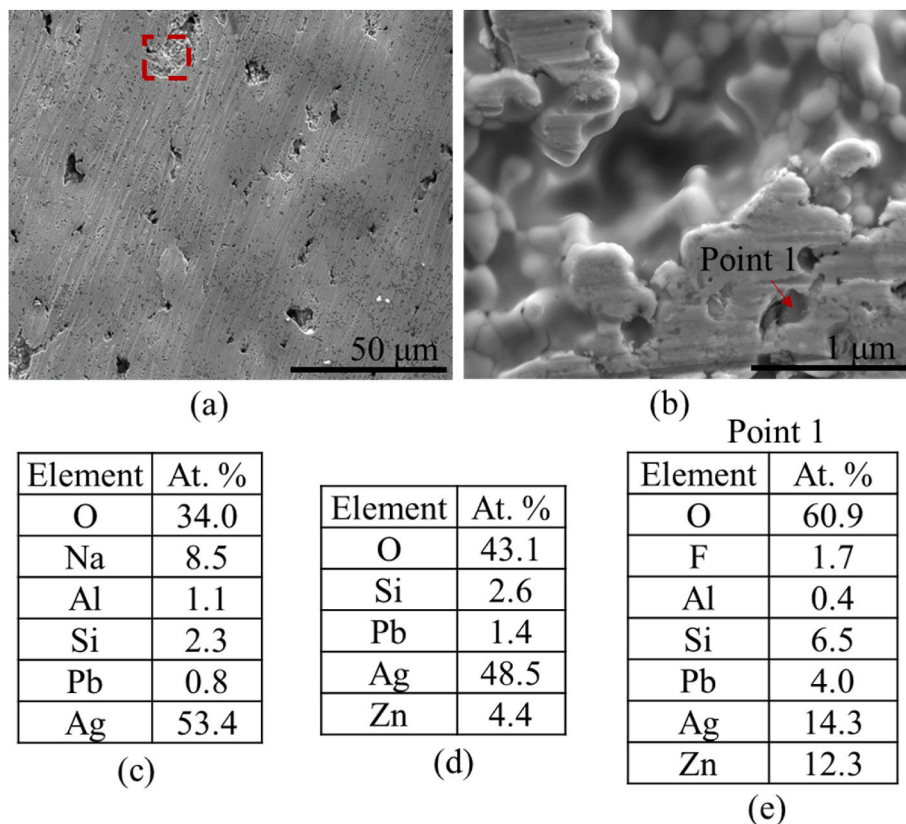 50 μm
(a)
Point 1
1 μm
(b)
Element At. %
O 34.0
Na 8.5
Al 1.1
Si 2.3
Pb 0.8
Ag 53.4
(c)
Element At. %
O 43.1
Si 2.6
Pb 1.4
Ag 48.5
Zn 4.4
(d)
Point 1
Element At. %
O 60.9
F 1.7
Al 0.4
Si 6.5
Pb 4.0
Ag 14.3
Zn 12.3
(e)